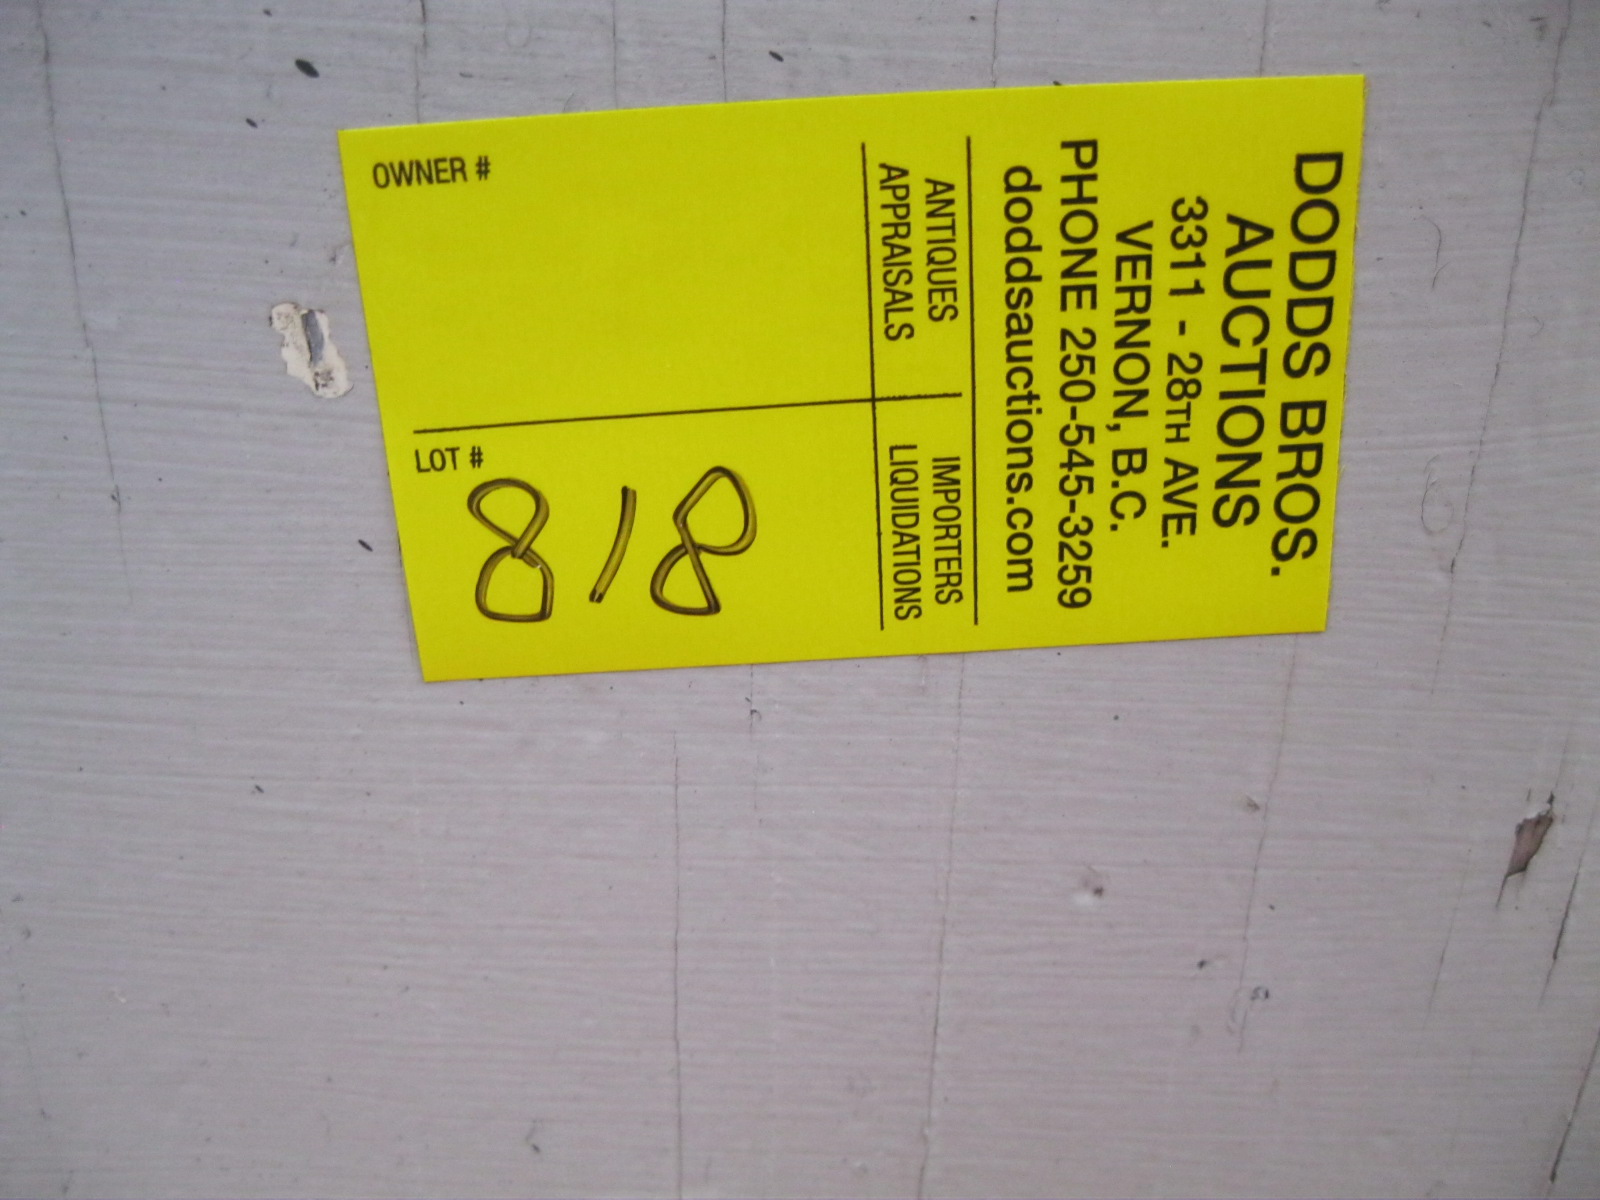 DODDS BROS.
AUCTIONS
3311 - 28TH AVE.
VERNON, B.C.
PHONE 250-545-3259
doddsauctions.com
ANTIQUES IMPORTERS
APPRAISALS LIQUIDATIONS
OWNER #
LOT #
818